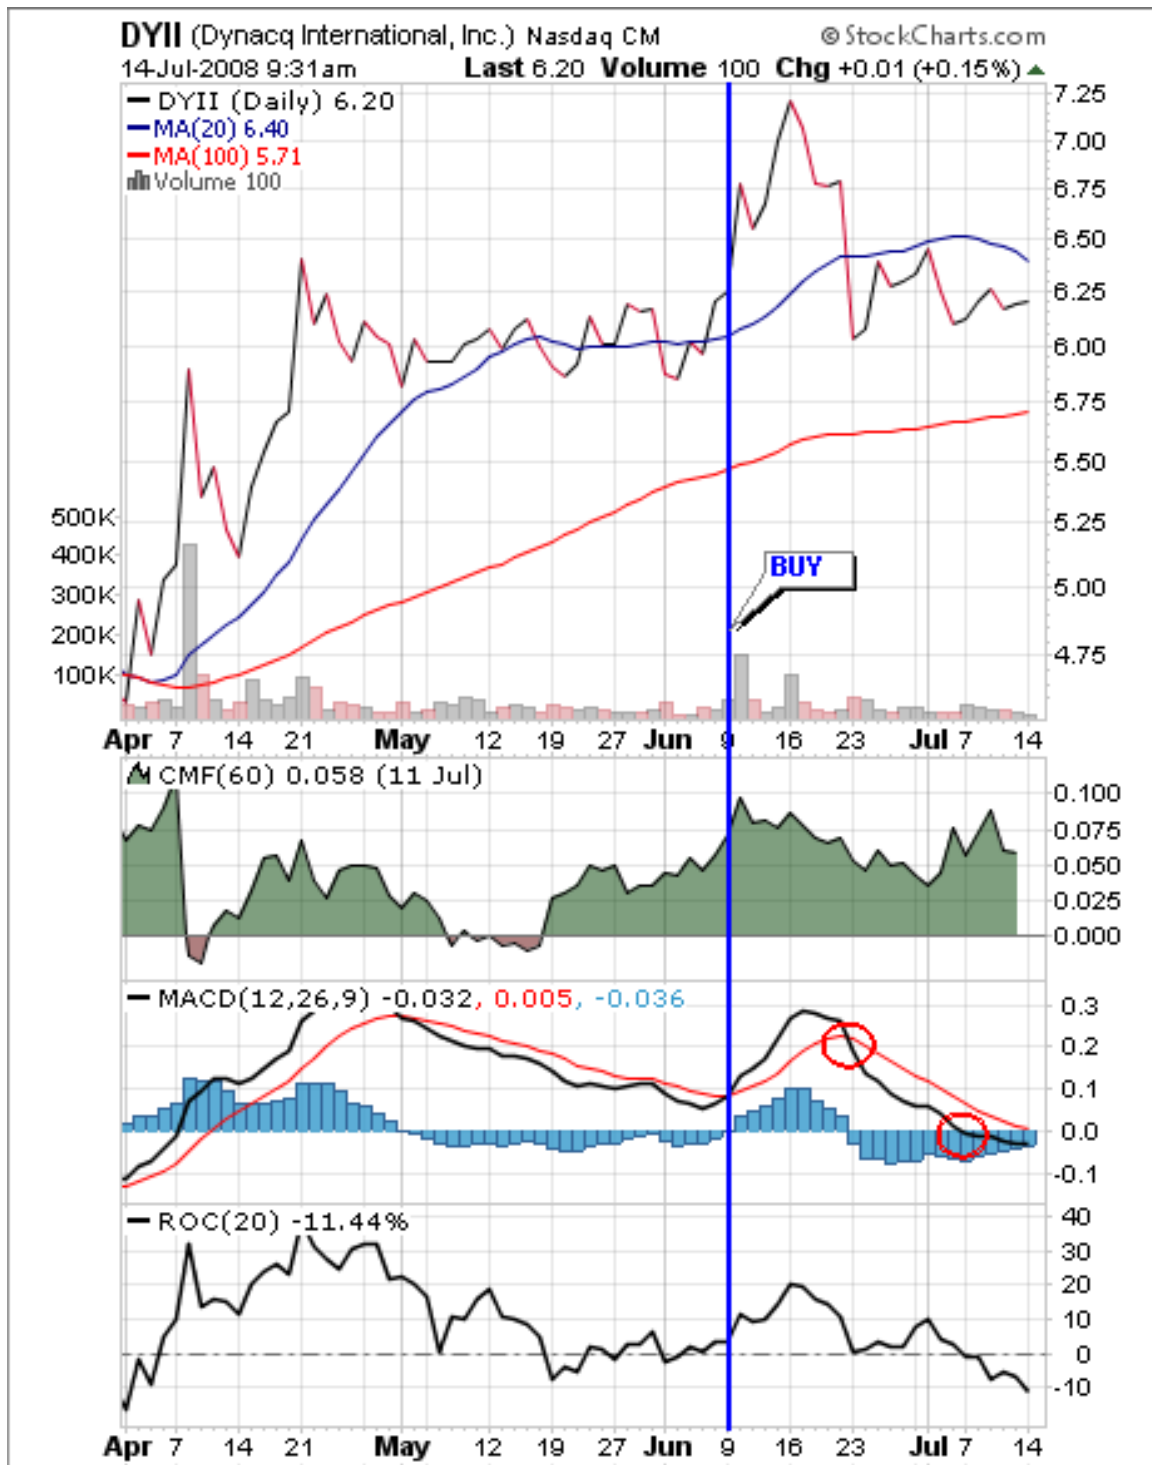 DYII (Dynacq International, Inc.) Nasdaq CM © StockCharts.com
14-Jul-2008 9:31am Last 6.20 Volume 100 Chg +0.01 (+0.15%)
DYII (Daily) 6.20
MA(20) 6.40
MA(100) 5.71
Volume 100
7.25
7.00
6.75
6.50
6.25
6.00
5.75
5.50
5.25
5.00
4.75
500K
400K
300K
200K
100K
BUY
Apr 7 14 21 May 12 19 27 Jun 9 16 23 Jul 7 14
CMF(60) 0.058 (11 Jul)
0.100
0.075
0.050
0.025
0.000
MACD(12,26,9) -0.032, 0.005, -0.036
0.3
0.2
0.1
0.0
-0.1
ROC(20) -11.44%
40
30
20
10
0
-10
Apr 7 14 21 May 12 19 27 Jun 9 16 23 Jul 7 14